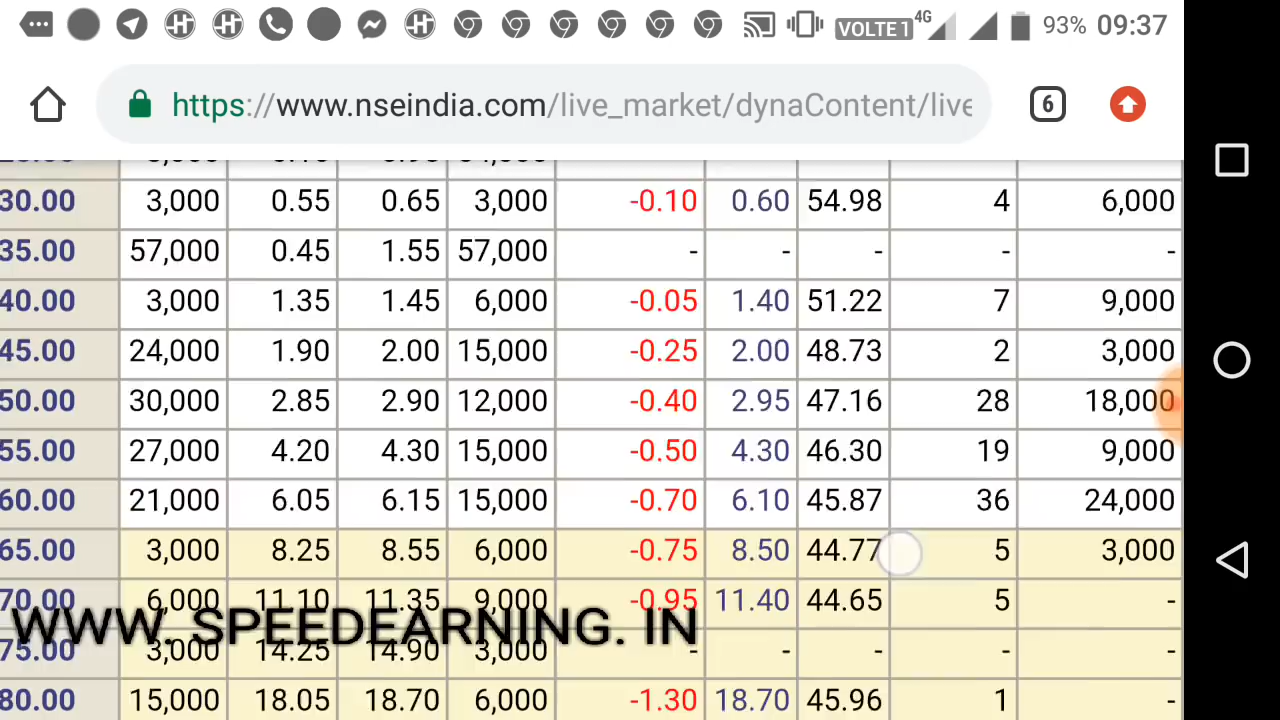 VOLTE 1 4G 93% 09:37
https://www.nseindia.com/live_market/dynaContent/live 6
30.00 3,000 0.55 0.65 3,000 -0.10 0.60 54.98 4 6,000
35.00 57,000 0.45 1.55 57,000 - - - - -
40.00 3,000 1.35 1.45 6,000 -0.05 1.40 51.22 7 9,000
45.00 24,000 1.90 2.00 15,000 -0.25 2.00 48.73 2 3,000
50.00 30,000 2.85 2.90 12,000 -0.40 2.95 47.16 28 18,000
55.00 27,000 4.20 4.30 15,000 -0.50 4.30 46.30 19 9,000
60.00 21,000 6.05 6.15 15,000 -0.70 6.10 45.87 36 24,000
65.00 3,000 8.25 8.55 6,000 -0.75 8.50 44.77 5 3,000
70.00 6,000 11.10 11.35 9,000 -0.95 11.40 44.65 5 -
WWW. SPEEDEARNING. IN
75.00 3,000 14.25 14.90 3,000 - - - - -
80.00 15,000 18.05 18.70 6,000 -1.30 18.70 45.96 1 -